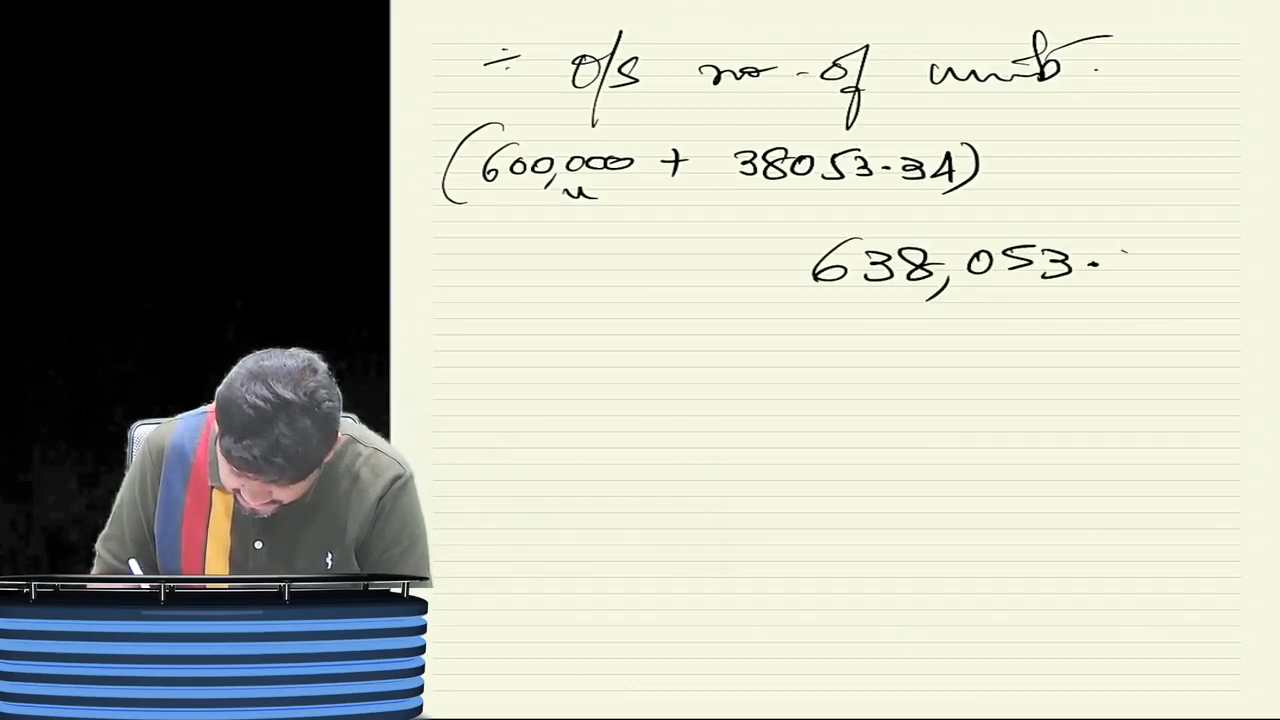 ÷ o/s no. of units.
(600,000 + 38053.34)
u
638,053.